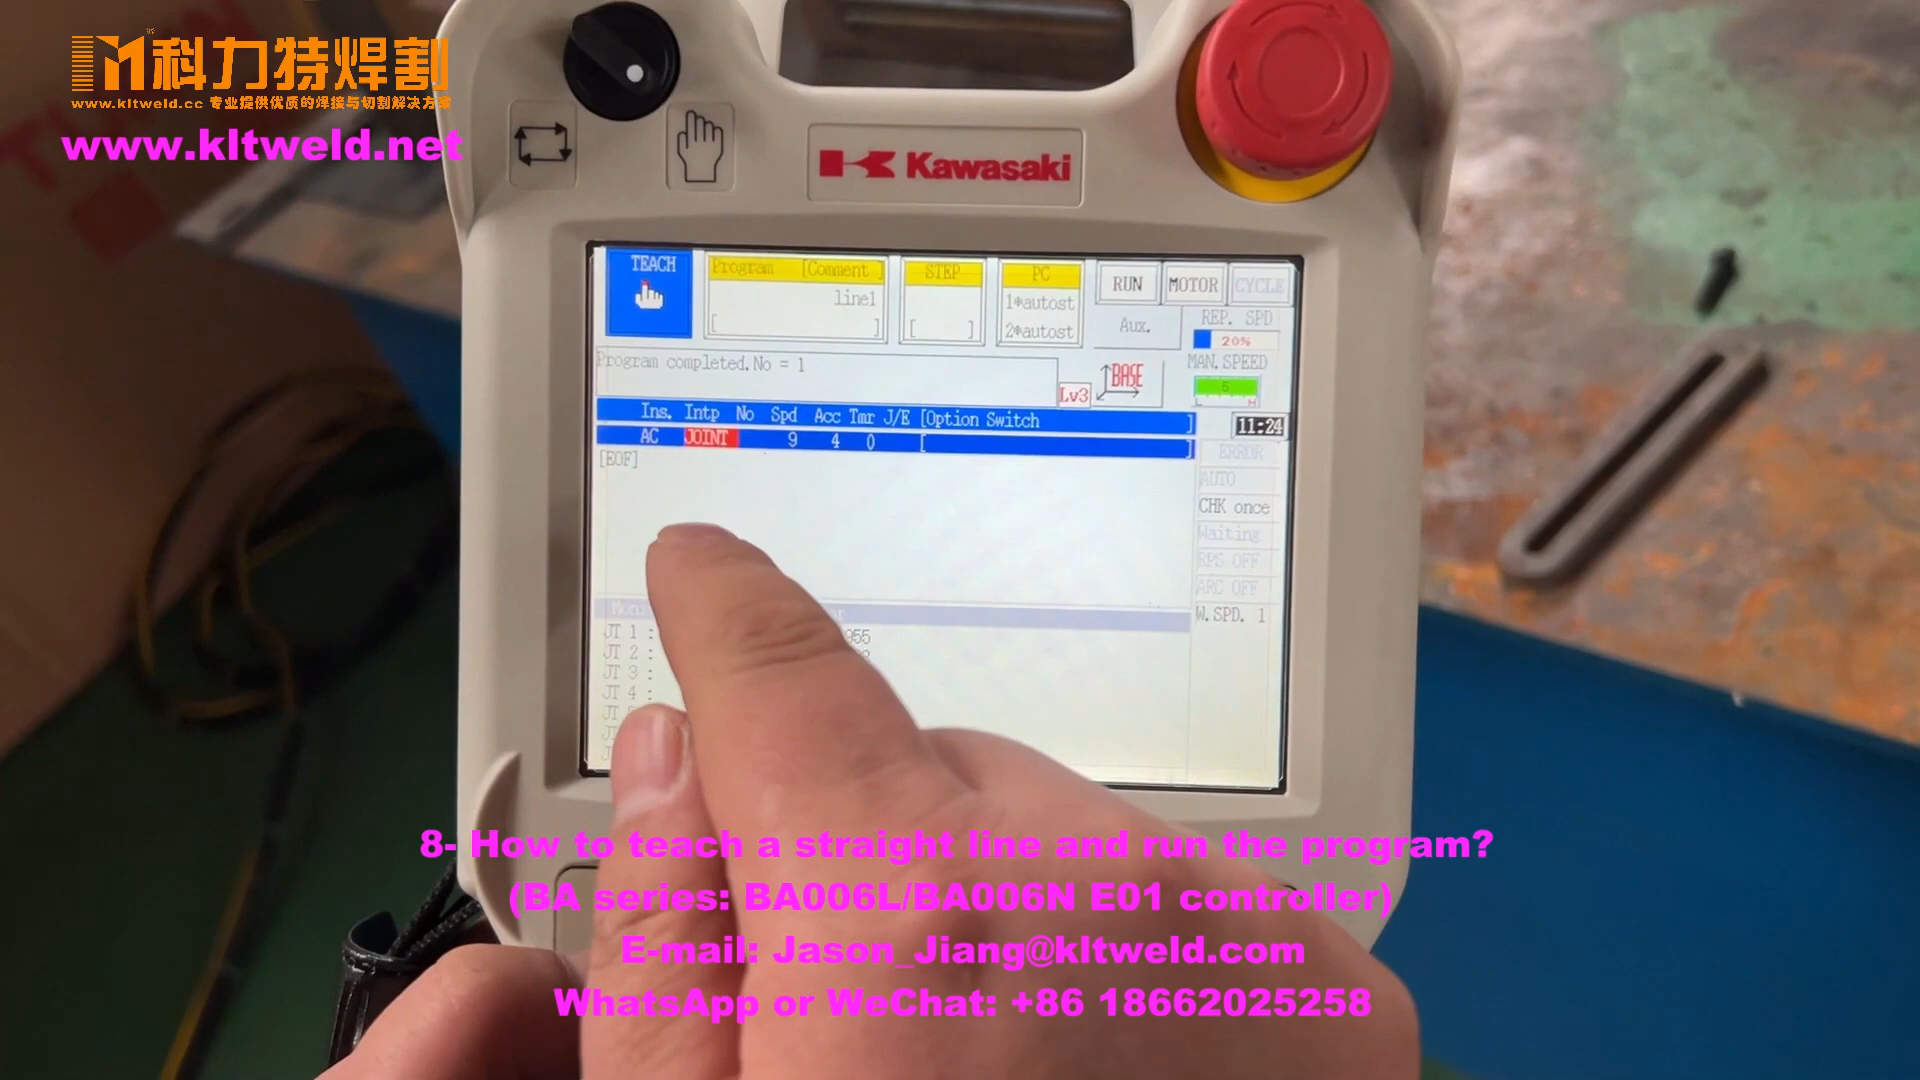 科力特焊割
www.kltweld.cc 专业提供优质的焊接与切割解决方案
www.kltweld.net
Kawasaki
TEACH
Program [Comment ]
line1
[ ]
STEP
[ ]
PC
1*autost
2*autost
RUN
MOTOR
CYCLE
Aux.
REP. SPD
20%
Program completed.No = 1
Lv3
BASE
MAN.SPEED
5
L H
Ins. Intp No Spd Acc Tmr J/E [Option Switch ]
11:24
AC JOINT 9 4 0 [ ]
[EOF]
ERROR
AUTO
CHK once
Waiting
RPS OFF
ARC OFF
W.SPD. 1
JT 1 : 955
JT 2 :
JT 3 :
JT 4 :
JT
8- How to teach a straight line and run the program?
(BA series: BA006L/BA006N E01 controller)
E-mail: Jason_Jiang@kltweld.com
WhatsApp or WeChat: +86 18662025258